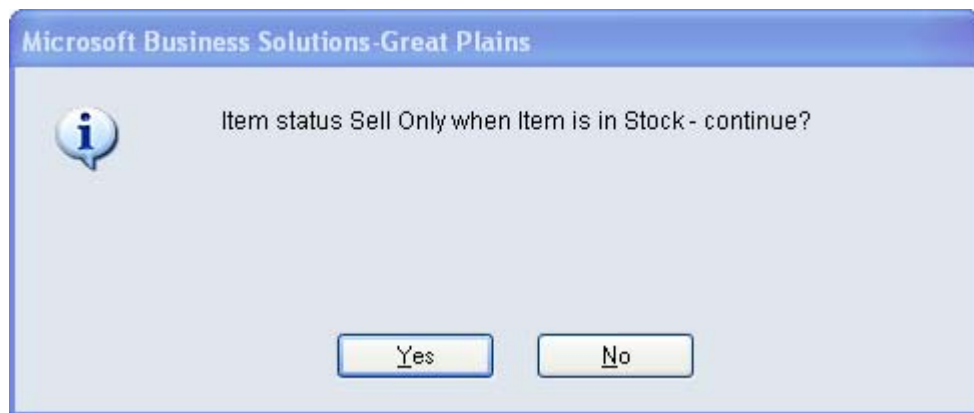 Microsoft Business Solutions-Great Plains
Item status Sell Only when Item is in Stock - continue?
Yes
No